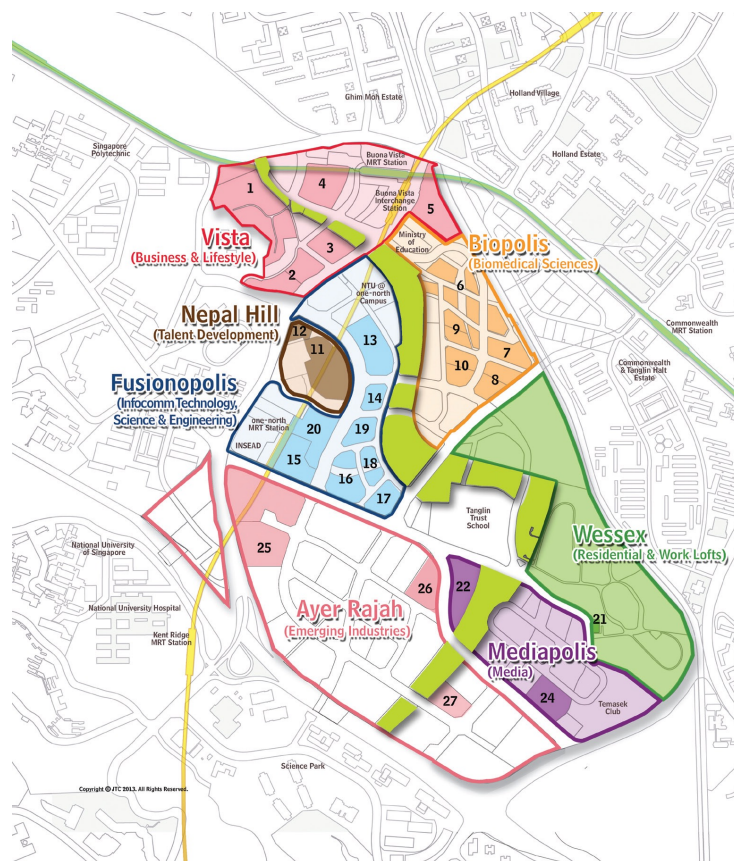 Ghim Moh Estate
Holland Village
Singapore
Polytechnic
Holland Estate
Buona Vista
MRT Station
1
4
Buona Vista
Interchange
Station
5
Vista
(Business & Lifestyle)
3
2
Ministry
of
Education
Biopolis
(Biomedical Sciences)
6
NTU @
one-north
Campus
Nepal Hill
(Talent Development)
12
11
13
9
7
10
8
Commonwealth
MRT Station
Commonwealth
& Tanglin Halt
Estate
Fusionopolis
(Infocomm Technology,
Science & Engineering)
14
one-north
MRT Station
20
19
INSEAD
15
18
16
17
Tanglin
Trust
School
National University
of Singapore
25
Wessex
(Residential & Work Lofts)
National University Hospital
Kent Ridge
MRT Station
26
22
Ayer Rajah
(Emerging Industries)
21
Mediapolis
(Media)
27
24
Temasek
Club
Science Park
Copyright © JTC 2013. All Rights Reserved.